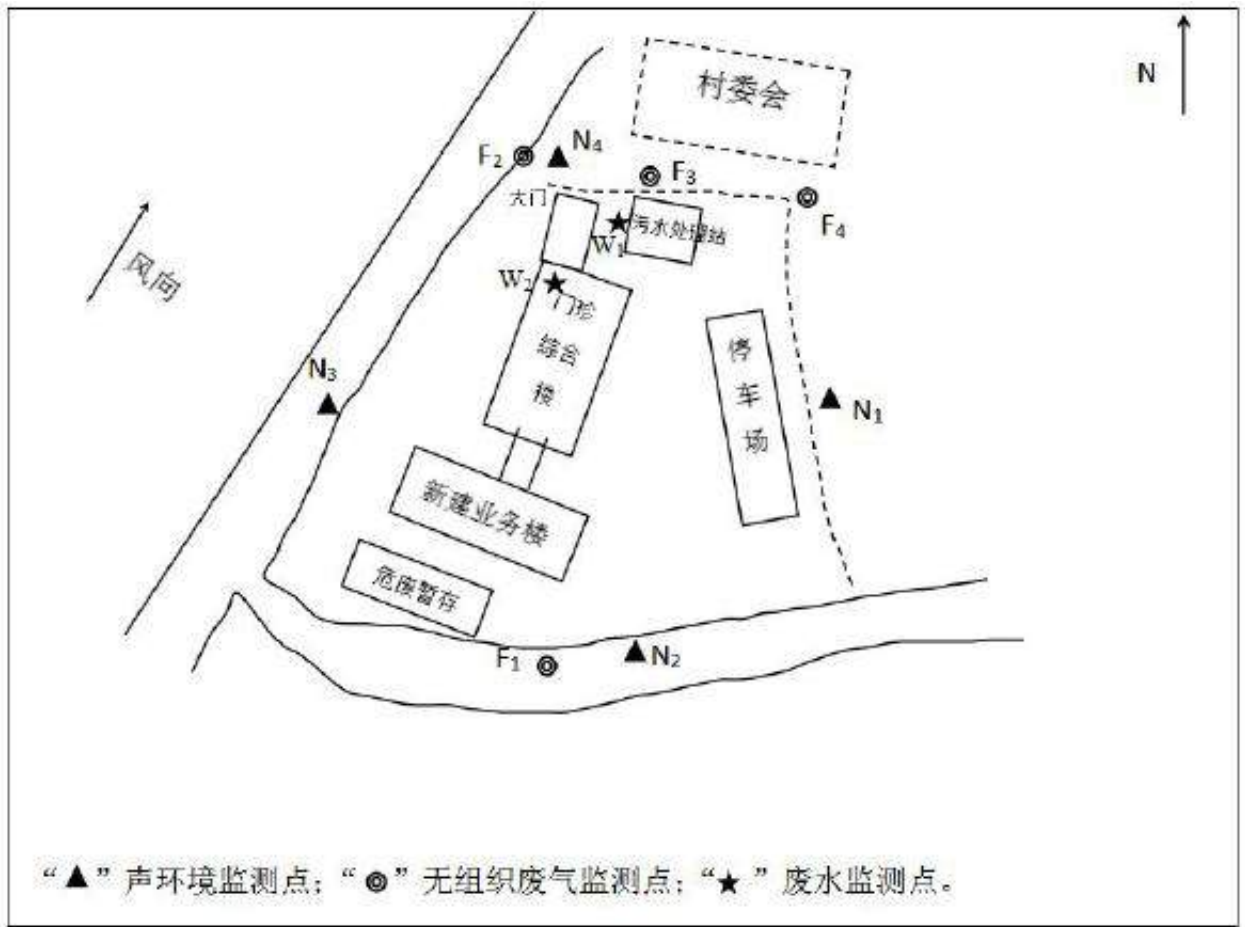 村委会
N
N₄
F₂
F₃
大门
F₄
污水处理站
W₁
风向
W₂
门诊
综合
楼
停
车
场
N₃
N₁
新建业务楼
危废暂存
F₁
N₂
“▲”声环境监测点；“◎”无组织废气监测点；“★”废水监测点。